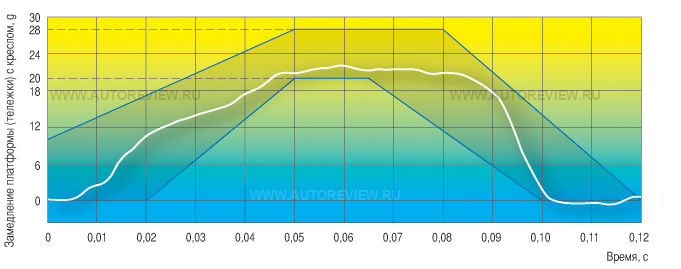 Замедление платформы (тележки) с креслом, g
30
28
20
18
12
6
0
WWW.AUTOREVIEW.RU
WWW.AUTOREVIEW.RU
WWW.AUTOREVIEW.RU
0 0,01 0,02 0,03 0,04 0,05 0,06 0,07 0,08 0,09 0,10 0,11 0,12
Время, с